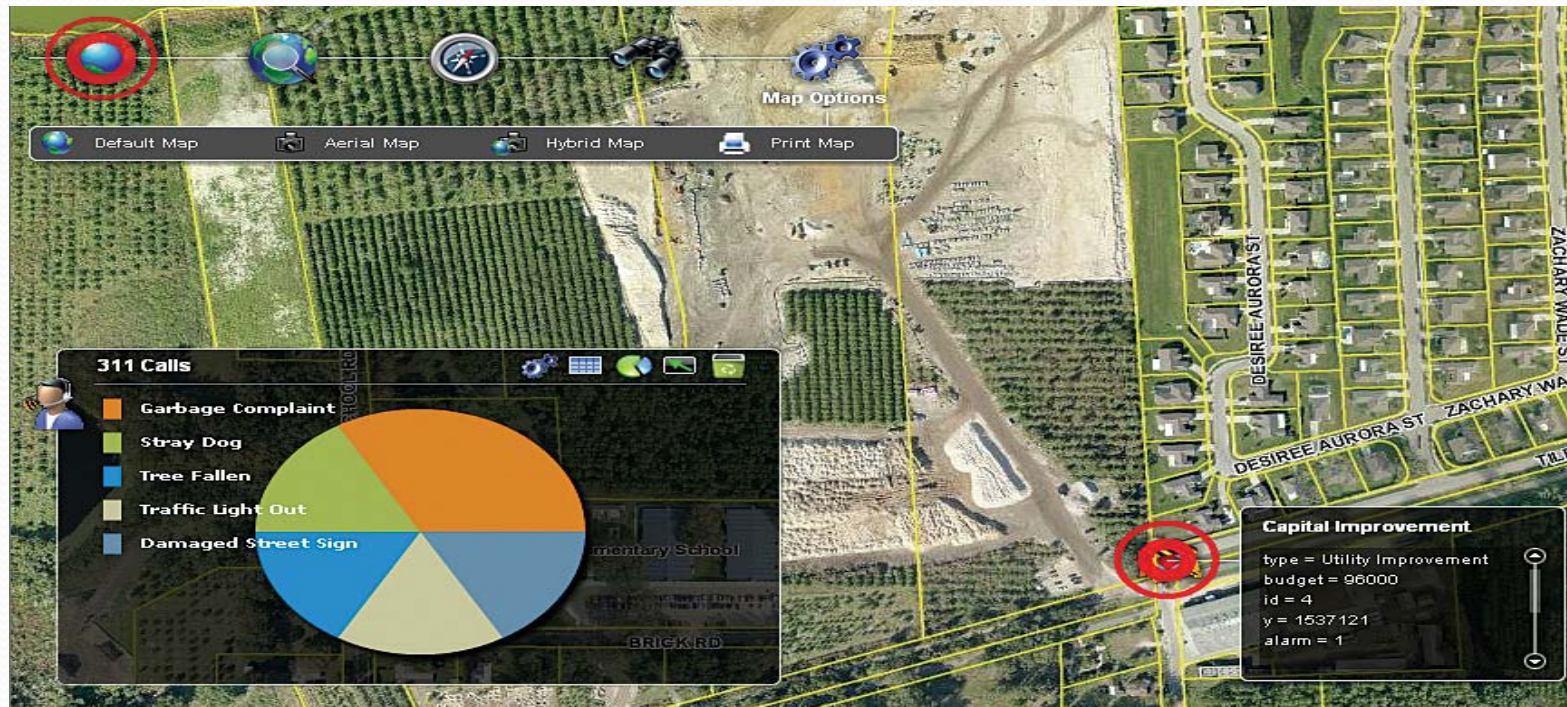 Map Options
Default Map
Aerial Map
Hybrid Map
Print Map
311 Calls
Garbage Complaint
Stray Dog
Tree Fallen
Traffic Light Out
Damaged Street Sign
mentary School
BRICK RD
DESIREE AURORA ST
DESIREE AURORA ST
ZACHARY WA
ZACHARY WADE ST
Capital Improvement
type = Utility Improvement
budget = 96000
id = 4
y = 1537121
alarm = 1